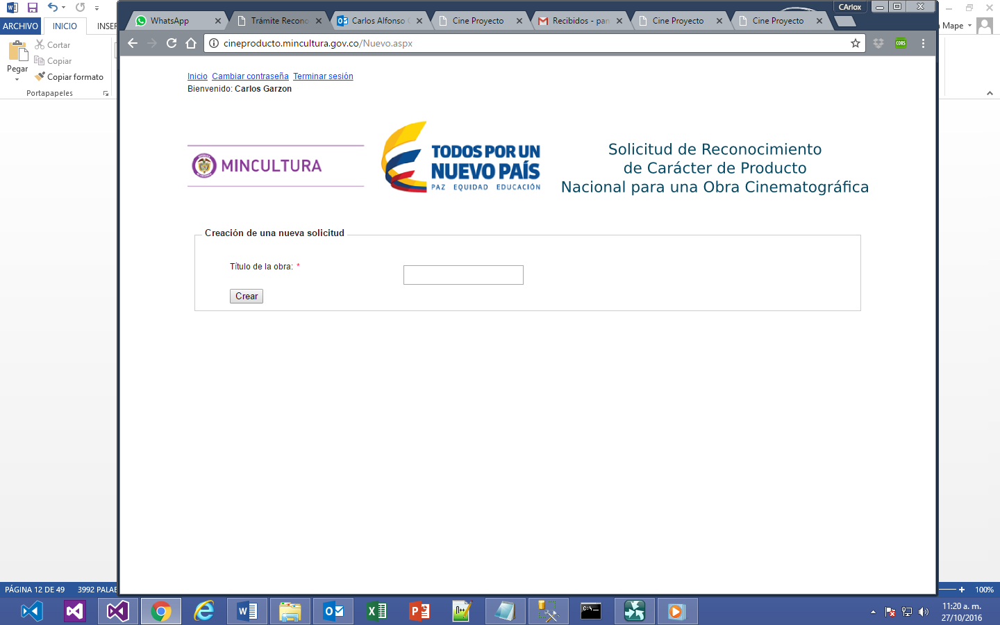 CArlox
WhatsApp
Trámite Recono
Carlos Alfonso
Cine Proyecto
Recibidos - pan
Cine Proyecto
Cine Proyecto
cineproducto.mincultura.gov.co/Nuevo.aspx
CORS
ARCHIVO
INICIO
INSER
Mape
Pegar
Cortar
Copiar
Copiar formato
Portapapeles
Inicio Cambiar contraseña Terminar sesión
Bienvenido: Carlos Garzon
MINCULTURA
TODOS POR UN
NUEVO PAÍS
PAZ EQUIDAD EDUCACIÓN
Solicitud de Reconocimiento
de Carácter de Producto
Nacional para una Obra Cinematográfica
Creación de una nueva solicitud
Título de la obra: *
Crear
PÁGINA 12 DE 49
3992 PALAB
100%
11:20 a. m.
27/10/2016